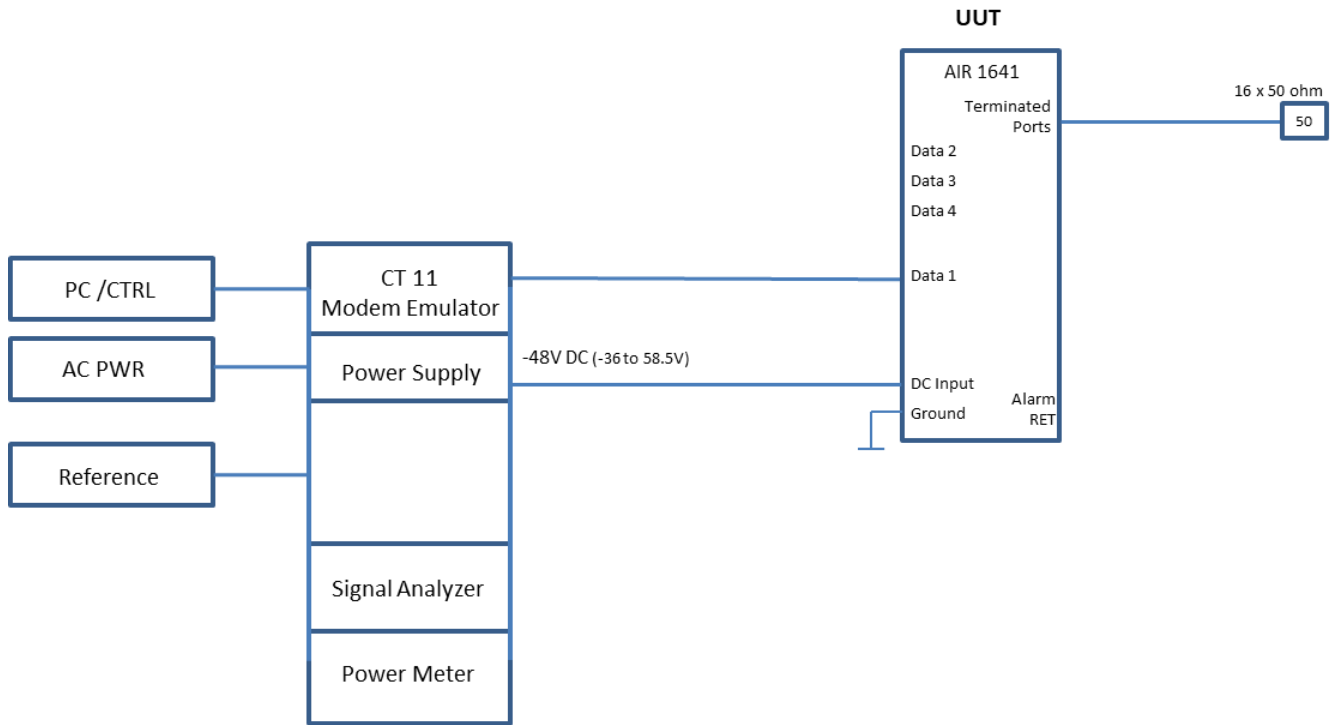 UUT
AIR 1641
Terminated
Ports
16 x 50 ohm
50
Data 2
Data 3
Data 4
Data 1
PC /CTRL
CT 11
Modem Emulator
AC PWR
Power Supply
-48V DC (-36 to 58.5V)
DC Input
Ground
Alarm
RET
Reference
Signal Analyzer
Power Meter